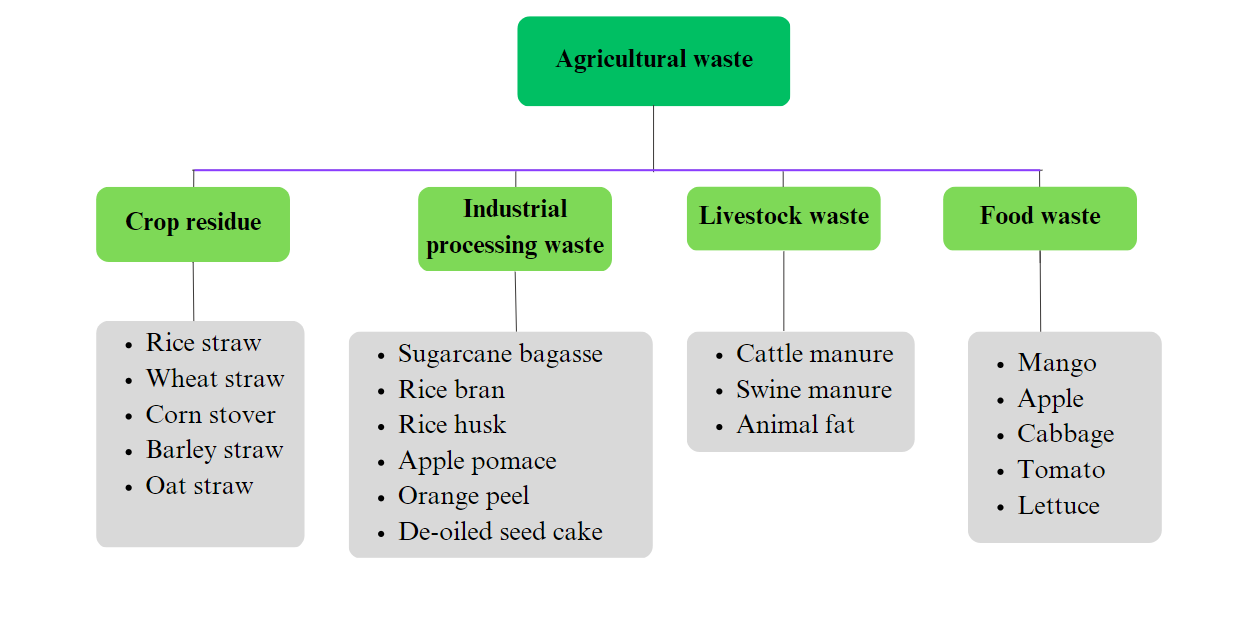 Agricultural waste
Crop residue
Rice straw
Wheat straw
Corn stover
Barley straw
Oat straw
Industrial
processing waste
Sugarcane bagasse
Rice bran
Rice husk
Apple pomace
Orange peel
De-oiled seed cake
Livestock waste
Cattle manure
Swine manure
Animal fat
Food waste
Mango
Apple
Cabbage
Tomato
Lettuce